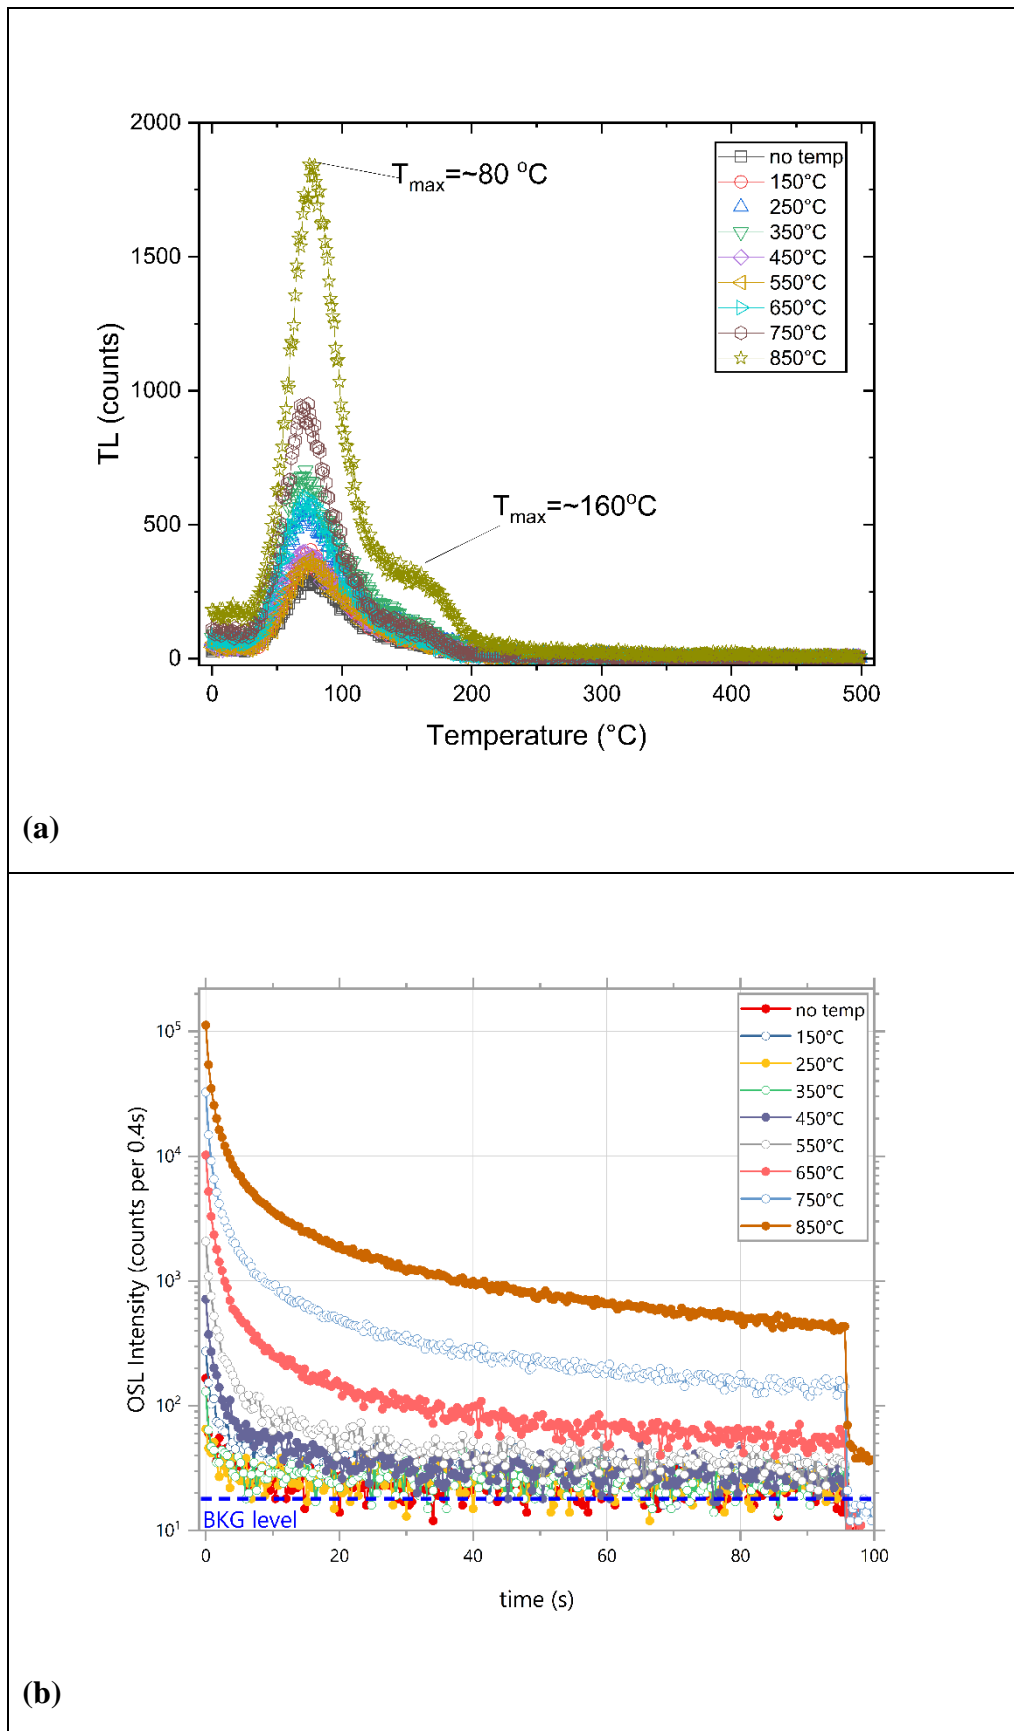 2000
1500
1000
500
0
TL (counts)
T_max=~80 °C
T_max=~160°C
no temp
150°C
250°C
350°C
450°C
550°C
650°C
750°C
850°C
0 100 200 300 400 500
Temperature (°C)
(a)
10⁵
10⁴
10³
10²
10¹
OSL Intensity (counts per 0.4s)
no temp
150°C
250°C
350°C
450°C
550°C
650°C
750°C
850°C
BKG level
0 20 40 60 80 100
time (s)
(b)